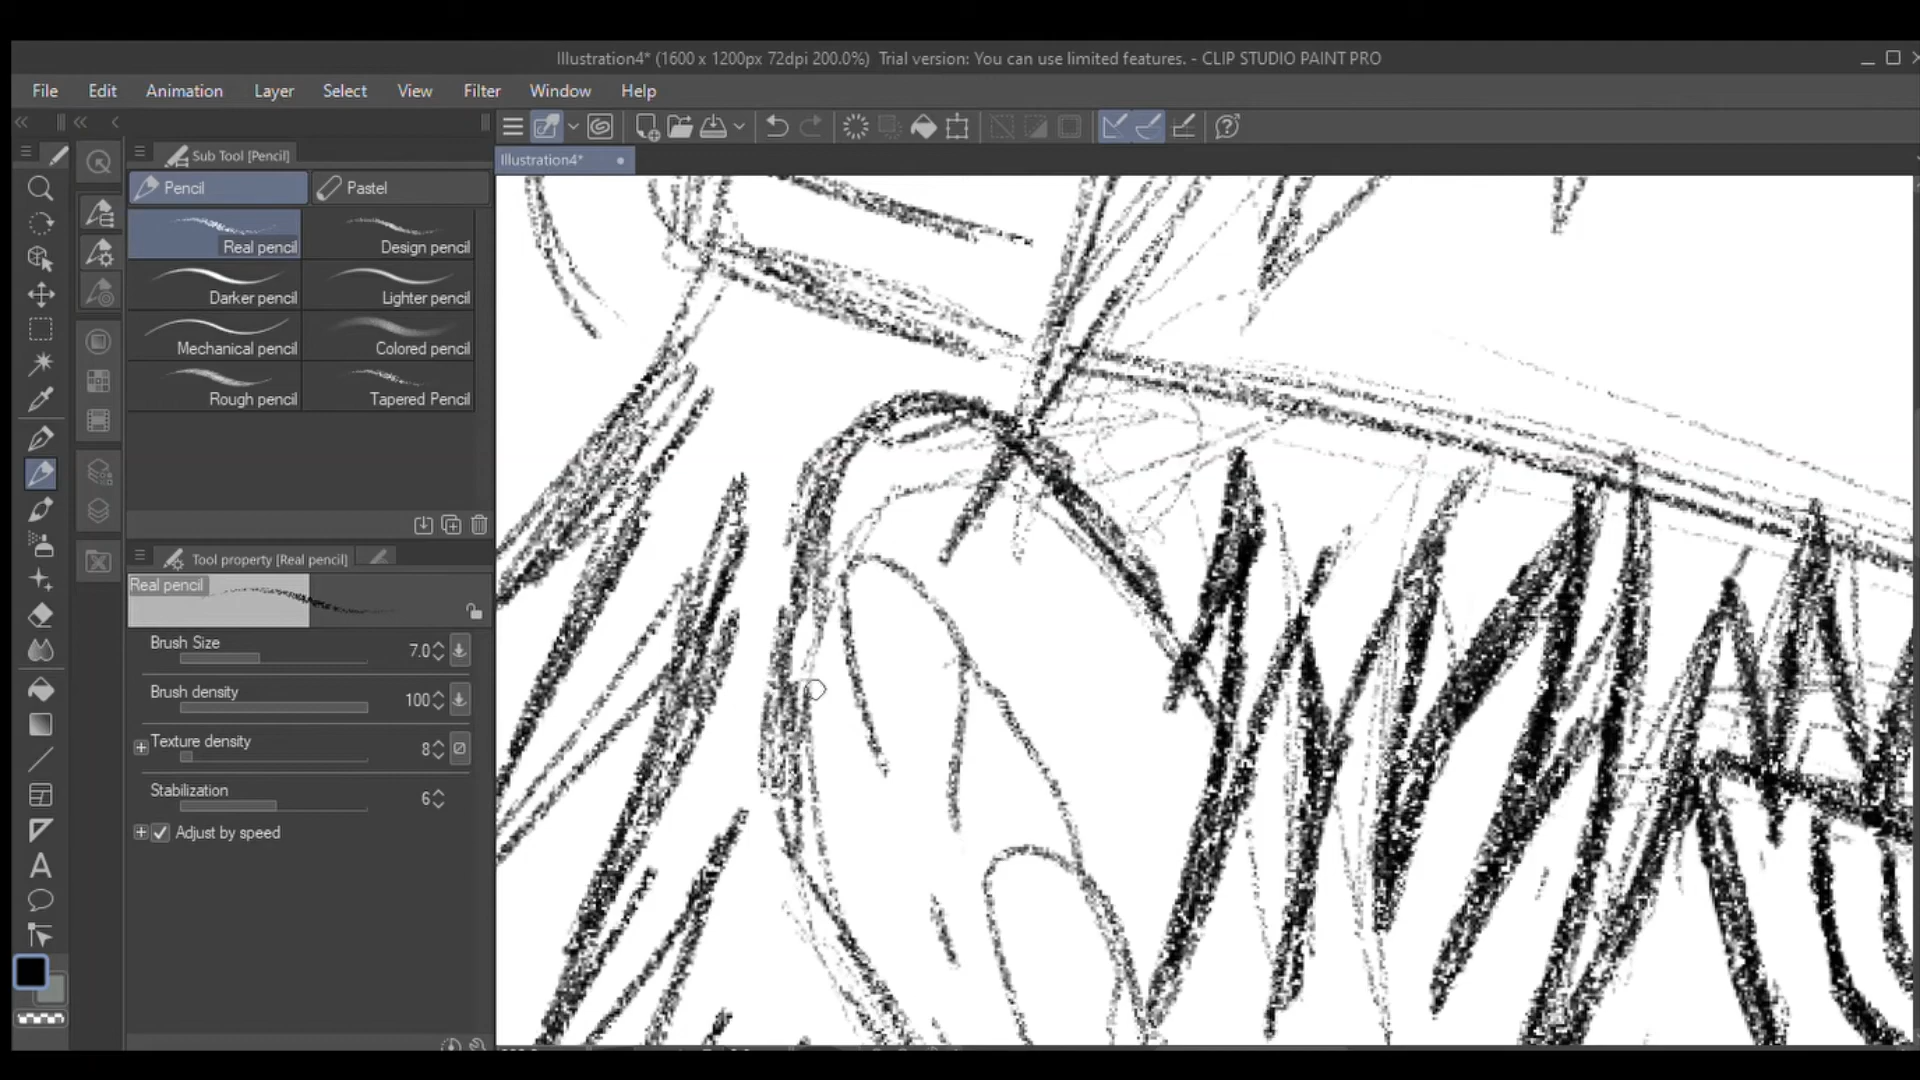 Illustration4* (1600 x 1200px 72dpi 200.0%)  Trial version: You can use limited features. - CLIP STUDIO PAINT PRO
File Edit Animation Layer Select View Filter Window Help
Sub Tool [Pencil]
Illustration4*
Pencil
Pastel
Real pencil
Design pencil
Darker pencil
Lighter pencil
Mechanical pencil
Colored pencil
Rough pencil
Tapered Pencil
Tool property [Real pencil]
Real pencil
Brush Size 7.0
Brush density 100
Texture density 8
Stabilization 6
Adjust by speed